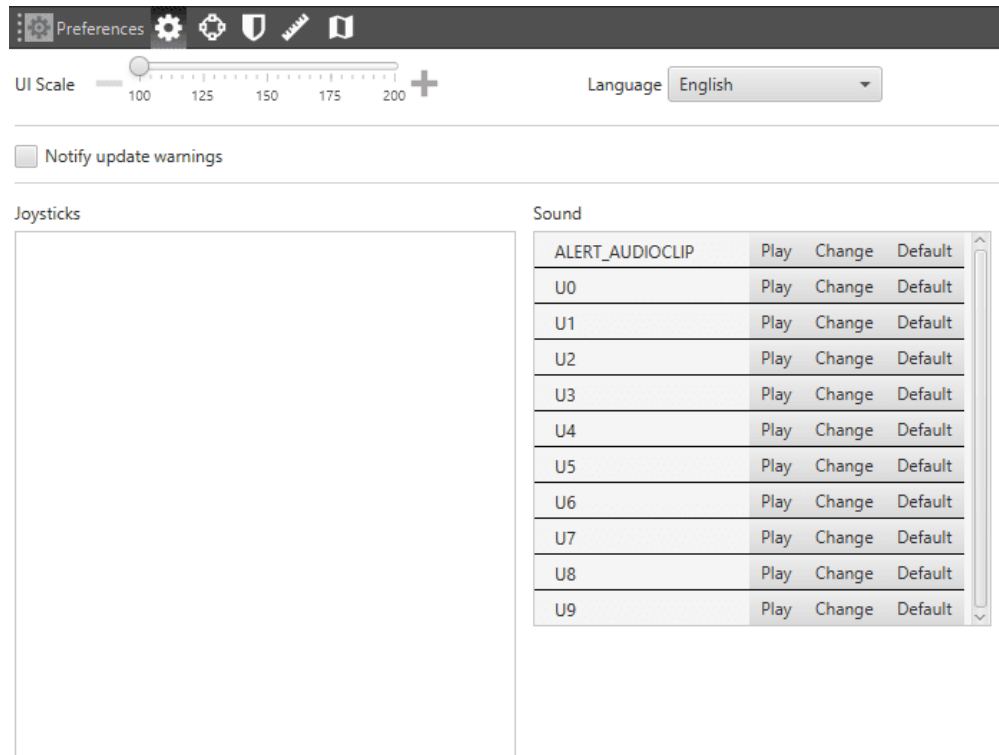 Preferences
UI Scale
100 125 150 175 200
Language English
Notify update warnings
Joysticks
Sound
ALERT_AUDIOCLIP Play Change Default
U0 Play Change Default
U1 Play Change Default
U2 Play Change Default
U3 Play Change Default
U4 Play Change Default
U5 Play Change Default
U6 Play Change Default
U7 Play Change Default
U8 Play Change Default
U9 Play Change Default